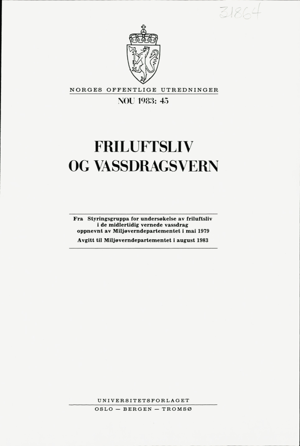 31864
NORGES OFFENTLIGE UTREDNINGER
NOU 1983: 45
FRILUFTSLIV
OG VASSDRAGSVERN
Fra Styringsgruppa for undersøkelse av friluftsliv
i de midlertidig vernede vassdrag
oppnevnt av Miljøverndepartementet i mai 1979
Avgitt til Miljøverndepartementet i august 1983
UNIVERSITETSFORLAGET
OSLO – BERGEN – TROMSØ